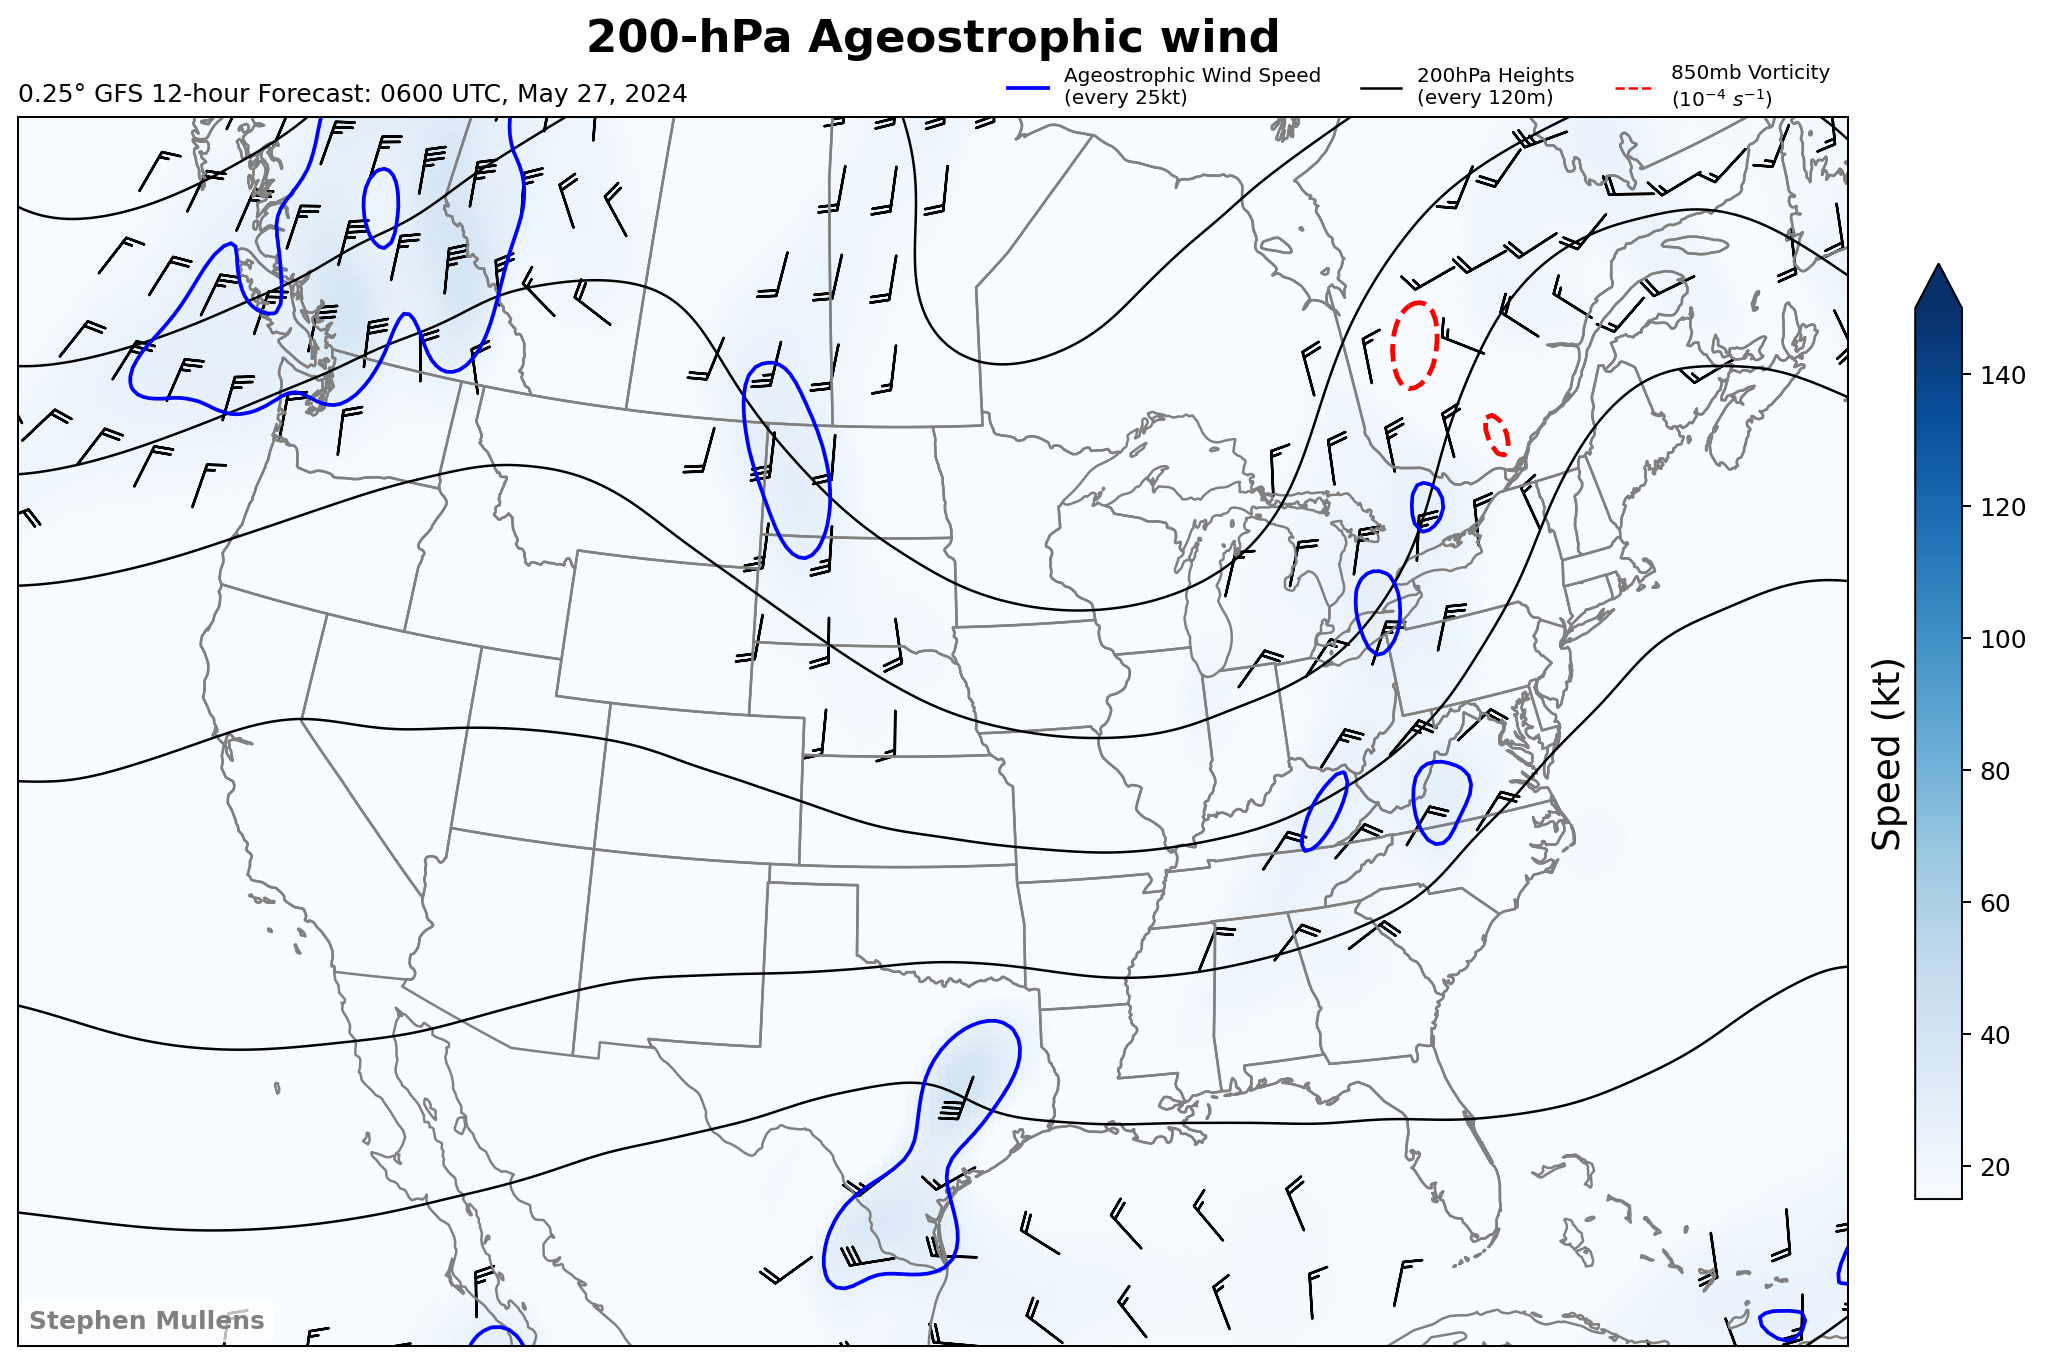 200-hPa Ageostrophic wind
0.25° GFS 12-hour Forecast: 0600 UTC, May 27, 2024
Ageostrophic Wind Speed
(every 25kt)
200hPa Heights
(every 120m)
850mb Vorticity
(10⁻⁴ s⁻¹)
140
120
100
80
60
40
20
Speed (kt)
Stephen Mullens